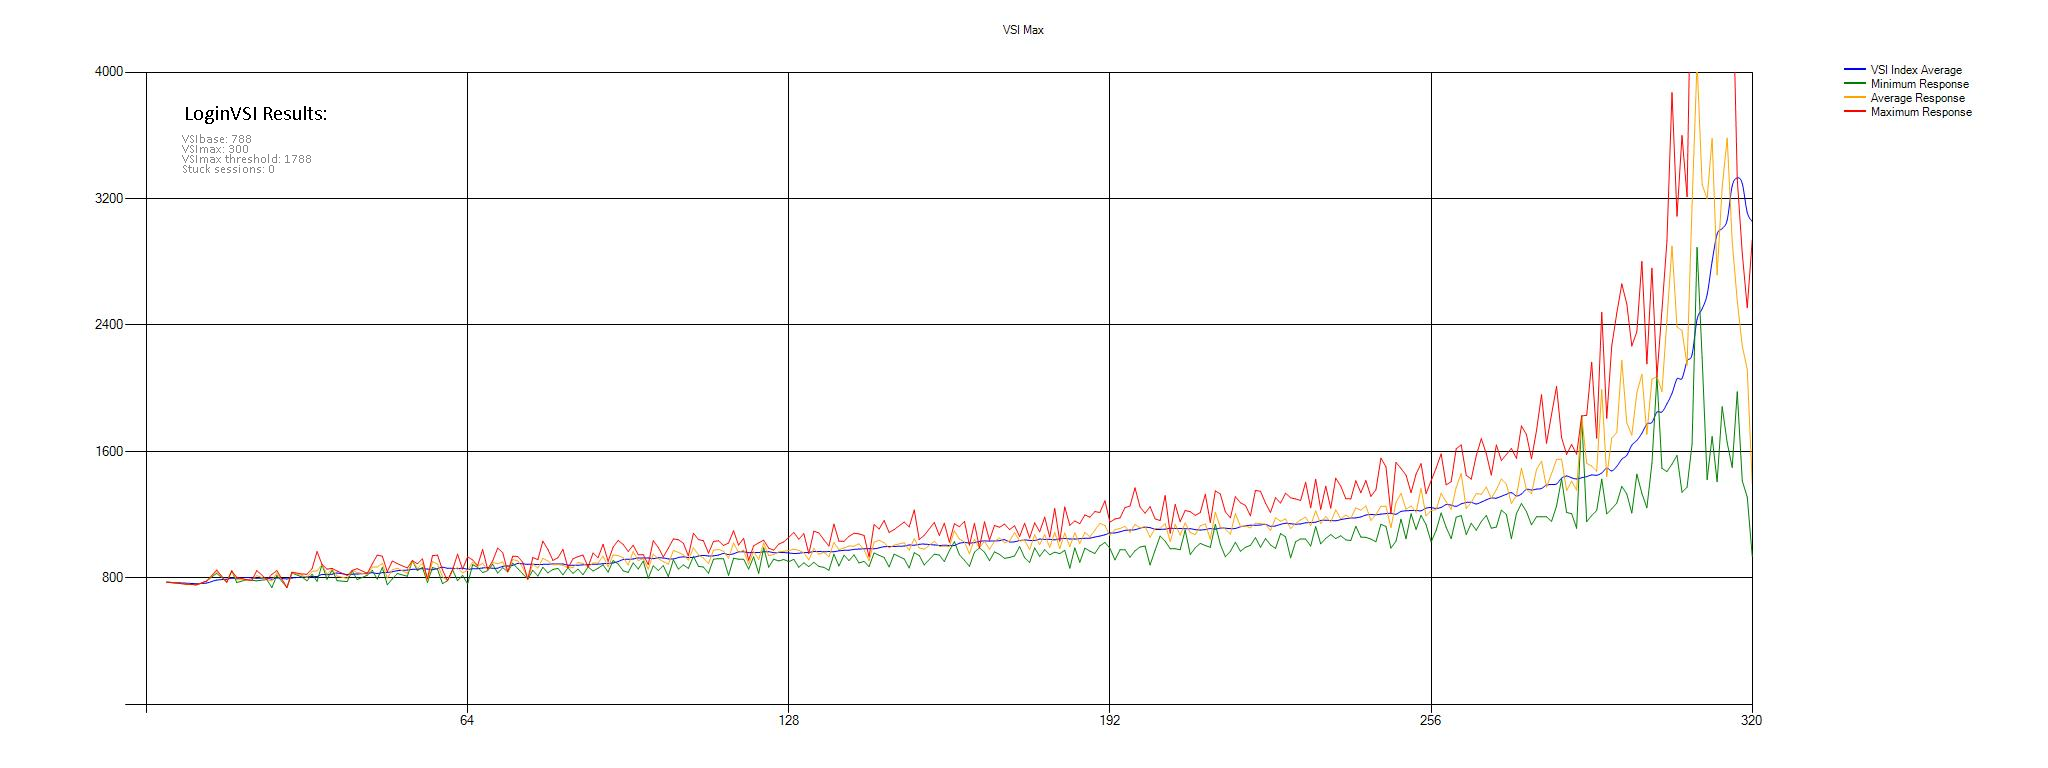 VSI Max
4000
3200
2400
1600
800
64
128
192
256
320
LoginVSI Results:
VSIbase: 788
VSImax: 300
VSImax threshold: 1788
Stuck sessions: 0
VSI Index Average
Minimum Response
Average Response
Maximum Response